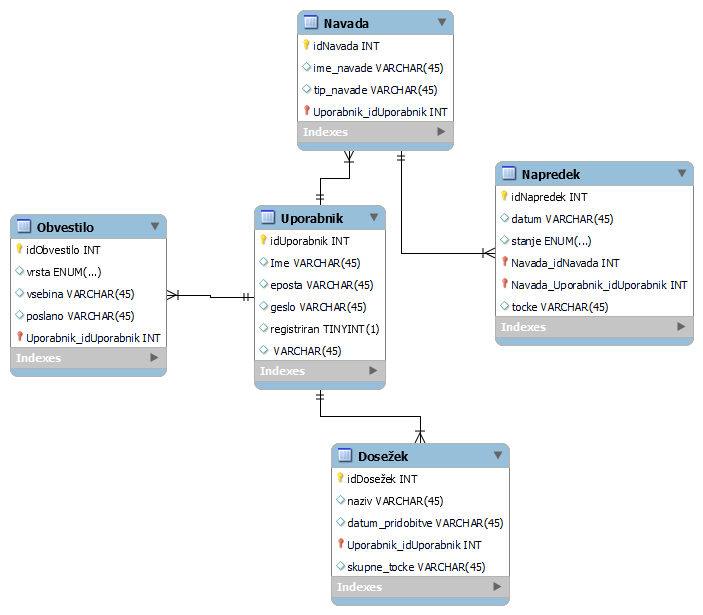 Navada
idNavada INT
ime_navade VARCHAR(45)
tip_navade VARCHAR(45)
Uporabnik_idUporabnik INT
Indexes
Napredek
idNapredek INT
datum VARCHAR(45)
stanje ENUM(...)
Navada_idNavada INT
Navada_Uporabnik_idUporabnik INT
tocke VARCHAR(45)
Indexes
Obvestilo
idObvestilo INT
vrsta ENUM(...)
vsebina VARCHAR(45)
poslano VARCHAR(45)
Uporabnik_idUporabnik INT
Indexes
Uporabnik
idUporabnik INT
Ime VARCHAR(45)
eposta VARCHAR(45)
geslo VARCHAR(45)
registriran TINYINT(1)
VARCHAR(45)
Indexes
Dosežek
idDosežek INT
naziv VARCHAR(45)
datum_pridobitve VARCHAR(45)
Uporabnik_idUporabnik INT
skupne_tocke VARCHAR(45)
Indexes